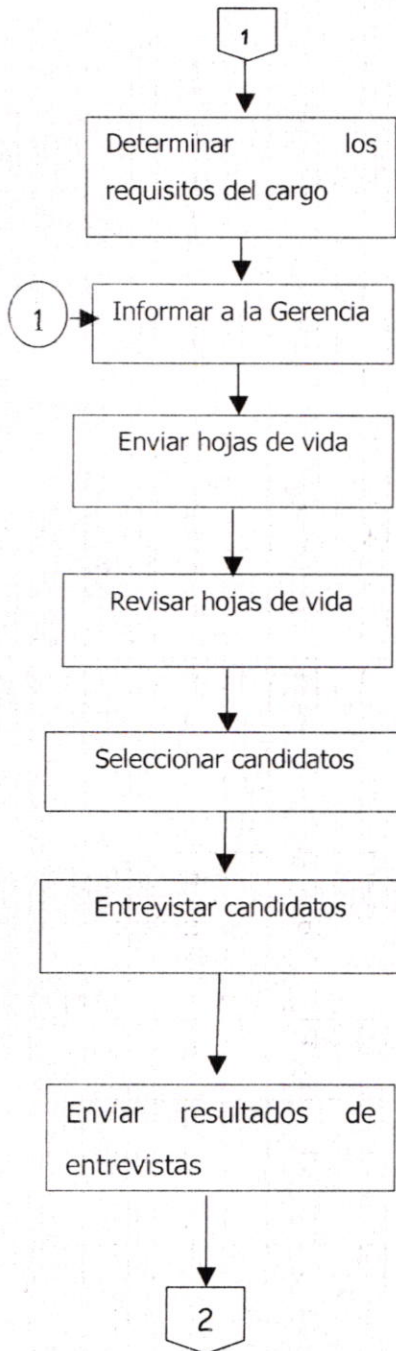 1
Determinar los
requisitos del cargo
1
Informar a la Gerencia
Enviar hojas de vida
Revisar hojas de vida
Seleccionar candidatos
Entrevistar candidatos
Enviar resultados de
entrevistas
2